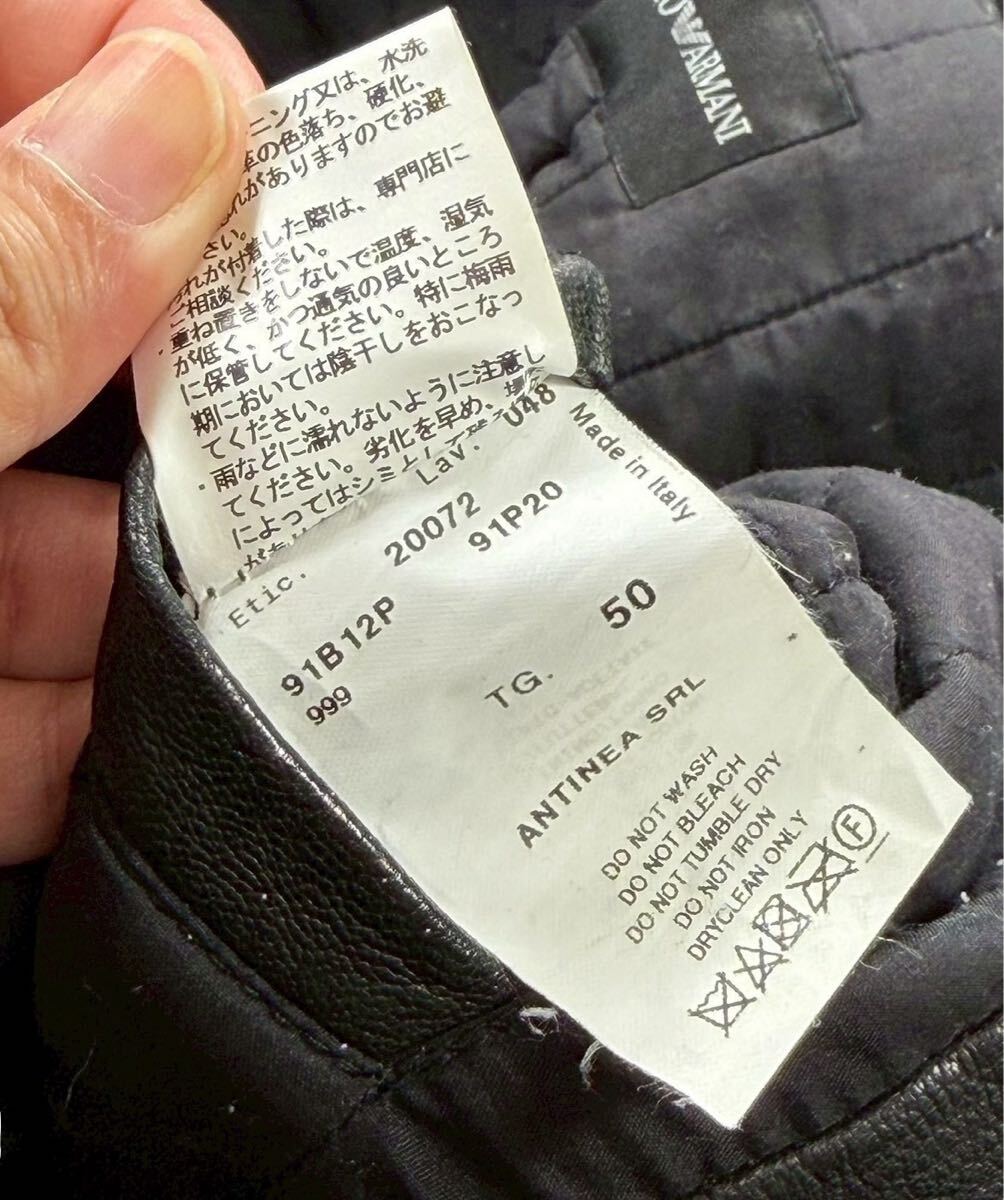 ARMANI
ニング又は、水洗
の色落ち、硬化、
れがありますのでお避
さい。
れが付着した際は、専門店に
ご相談ください。
・重ね置きをしないで温度、湿気
が低く、かつ通気の良いところ
に保管してください。特に梅雨
期においては陰干しをおこなっ
てください。
・雨などに濡れないように注意し
てください。劣化を早め、場
によってはシミ
Lav. U48
Made in Italy
Etic. 20072
91B12P 91P20
999
TG. 50
ANTINEA SRL
DO NOT WASH
DO NOT BLEACH
DO NOT TUMBLE DRY
DO NOT IRON
DRYCLEAN ONLY
F